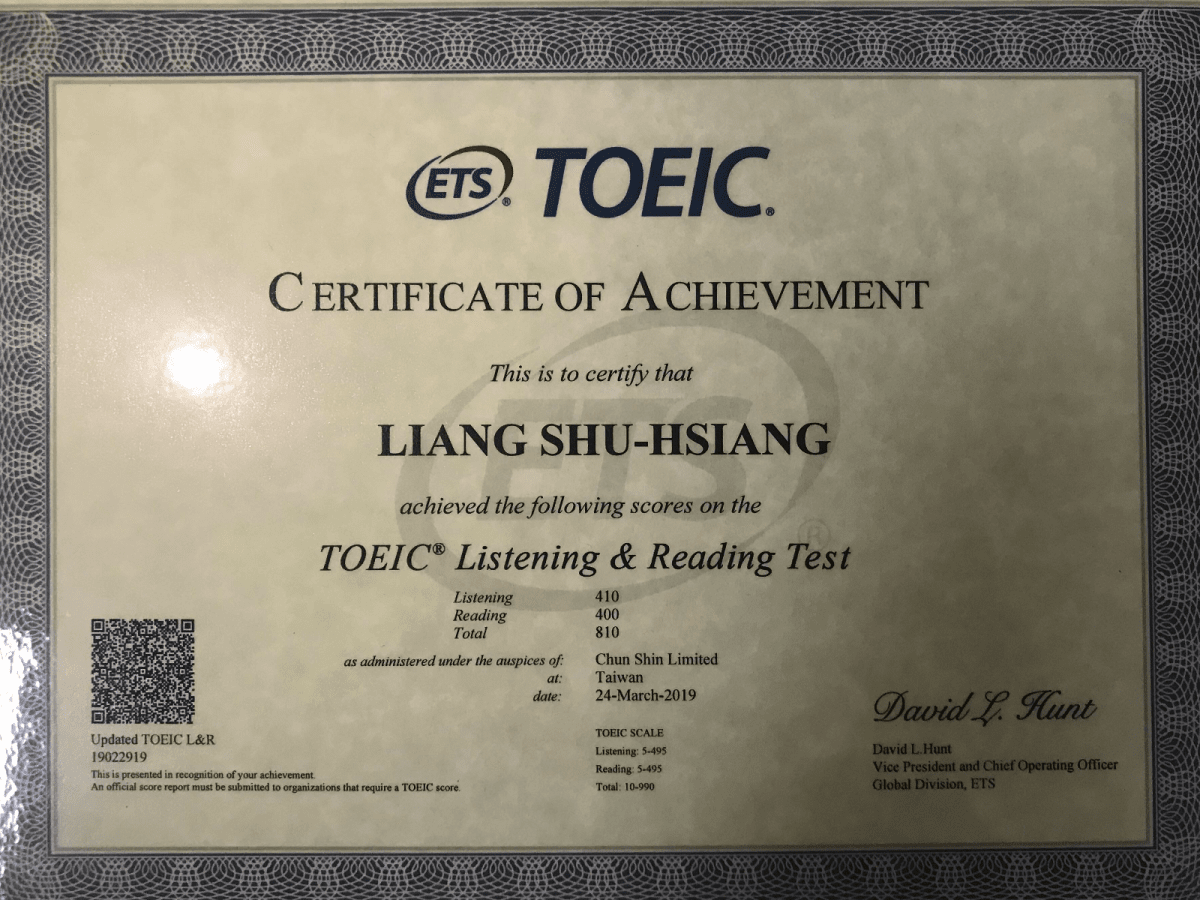 ETS® TOEIC®
CERTIFICATE OF ACHIEVEMENT
This is to certify that
ETS
LIANG SHU-HSIANG
achieved the following scores on the
®
TOEIC® Listening & Reading Test
Listening 410
Reading 400
Total 810
as administered under the auspices of: Chun Shin Limited
at: Taiwan
date: 24-March-2019
Updated TOEIC L&R
19022919
This is presented in recognition of your achievement.
An official score report must be submitted to organizations that require a TOEIC score.
TOEIC SCALE
Listening: 5-495
Reading: 5-495
Total: 10-990
David L. Hunt
David L.Hunt
Vice President and Chief Operating Officer
Global Division, ETS